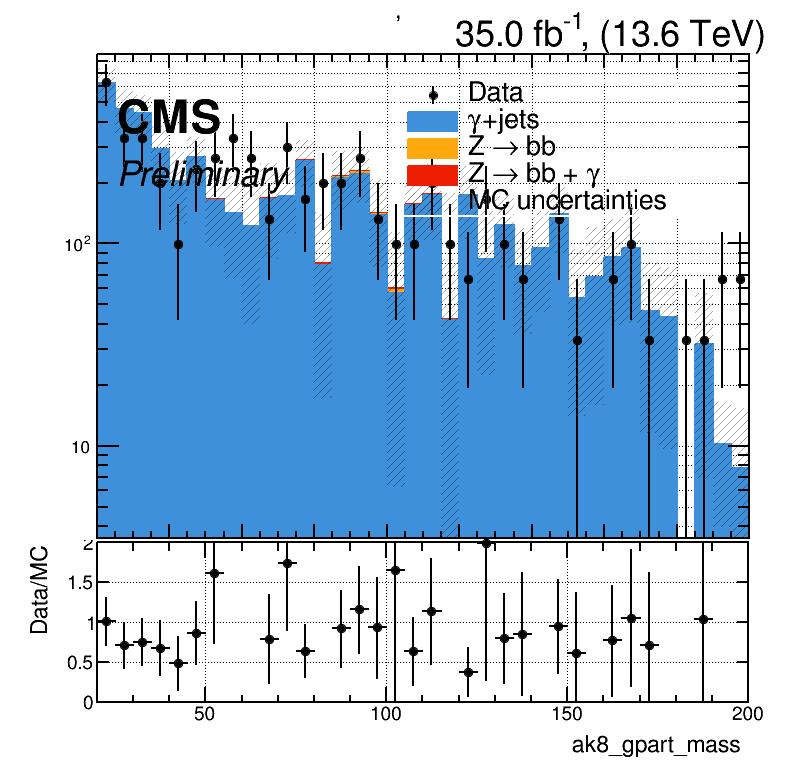 ,
35.0 fb-1, (13.6 TeV)
CMS
Preliminary
Data
γ+jets
Z → bb
Z → bb + γ
MC uncertainties
10²
10
Data/MC
2
1.5
1
0.5
0
50 100 150 200
ak8_gpart_mass